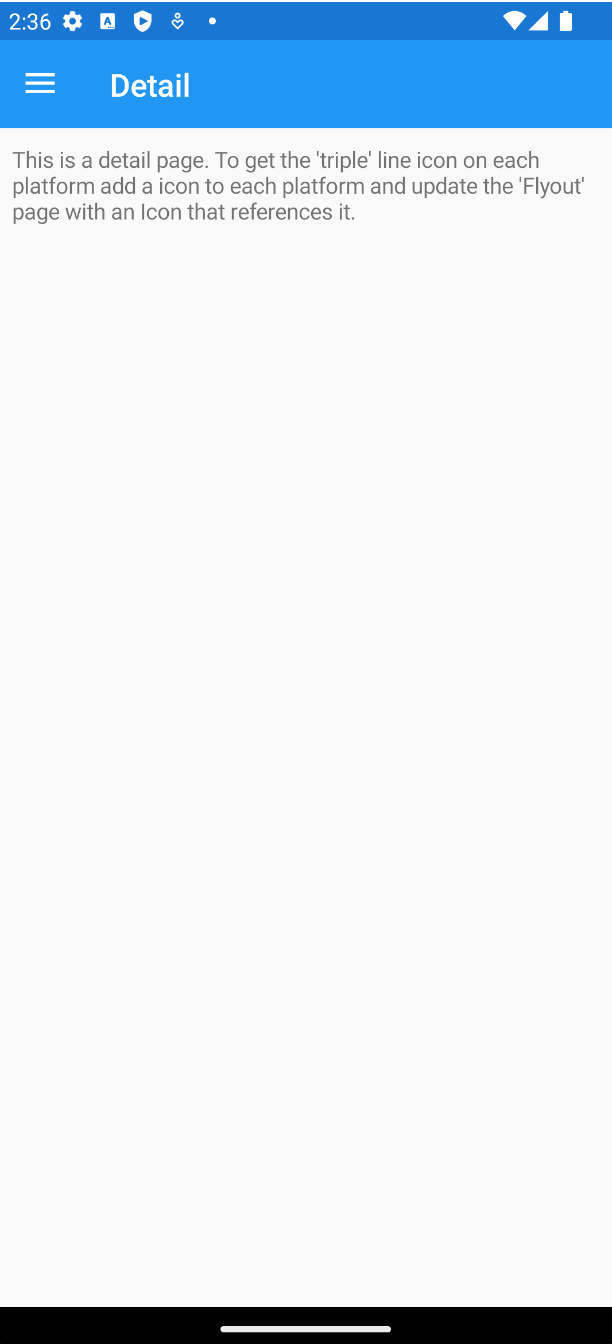 2:36
Detail
This is a detail page. To get the 'triple' line icon on each
platform add a icon to each platform and update the 'Flyout'
page with an Icon that references it.